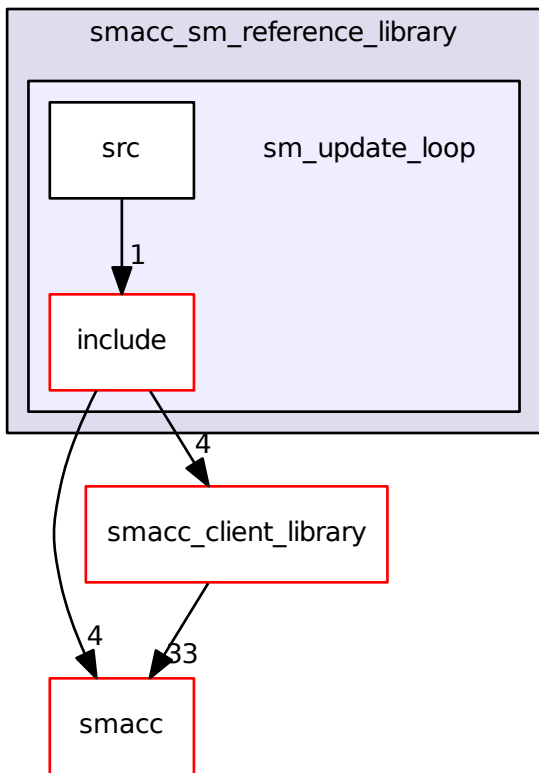 smacc_sm_reference_library
src
sm_update_loop
1
include
4
smacc_client_library
4
33
smacc